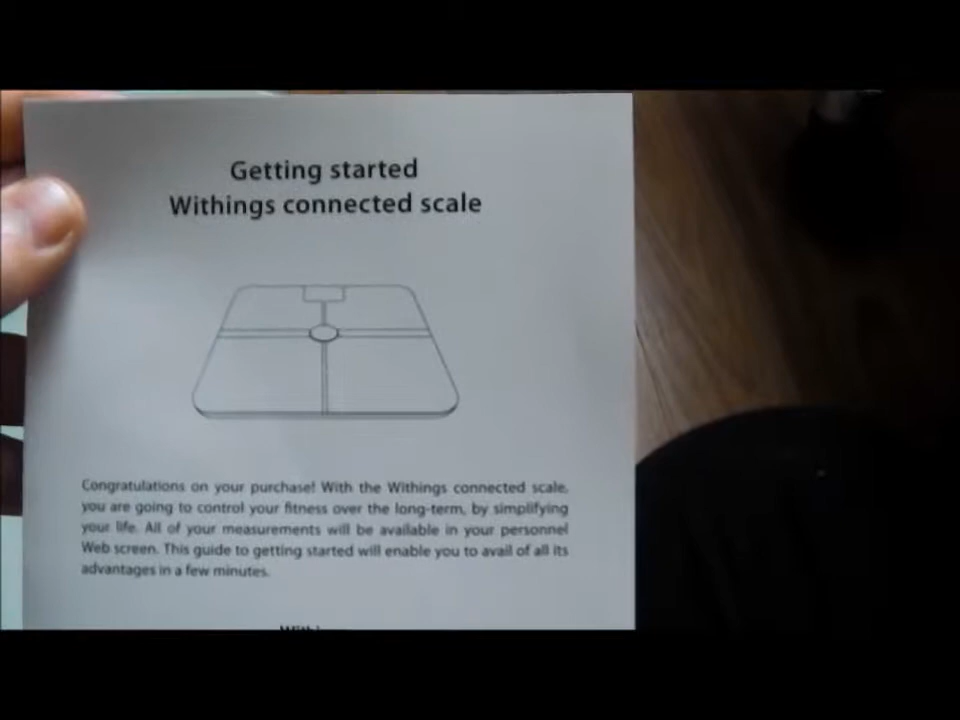 Getting started
Withings connected scale
Congratulations on your purchase! With the Withings connected scale,
you are going to control your fitness over the long-term, by simplifying
your life. All of your measurements will be available in your personnel
Web screen. This guide to getting started will enable you to avail of all its
advantages in a few minutes.